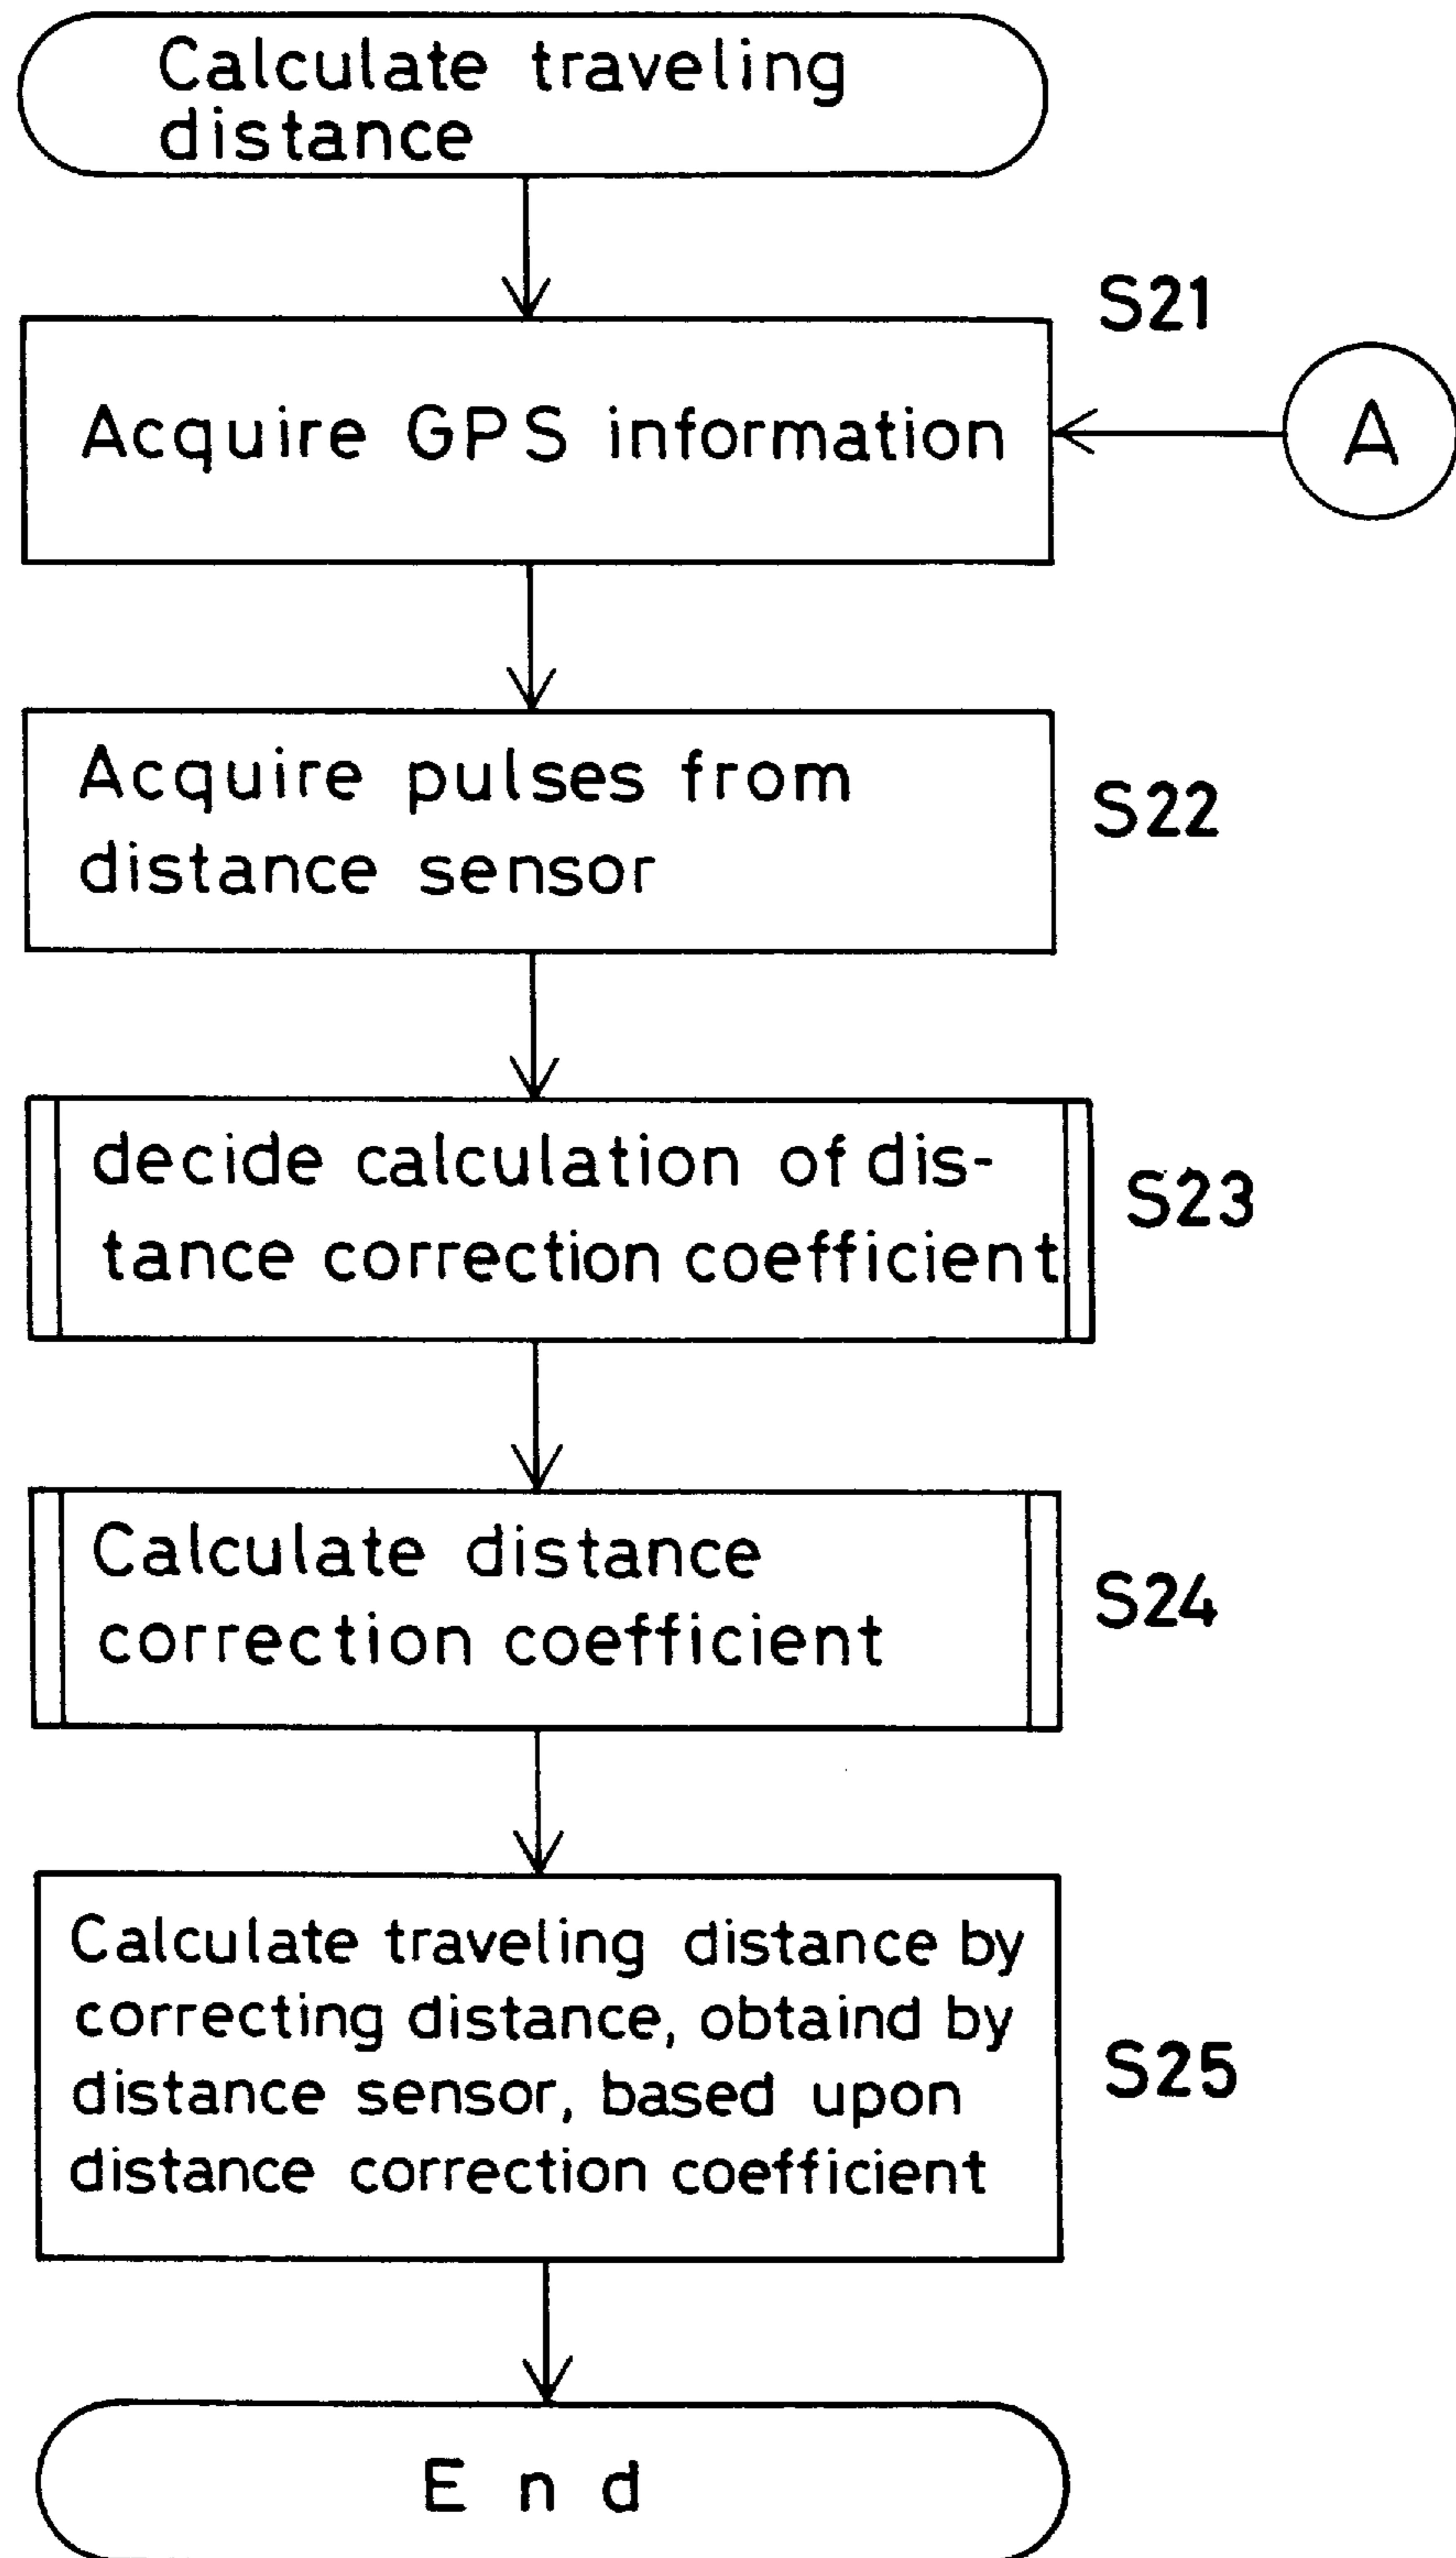 Calculate traveling
distance
S21
Acquire GPS information
A
Acquire pulses from
distance sensor
S22
decide calculation of dis-
tance correction coefficient
S23
Calculate distance
correction coefficient
S24
Calculate traveling distance by
correcting distance, obtaind by
distance sensor, based upon
distance correction coefficient
S25
End